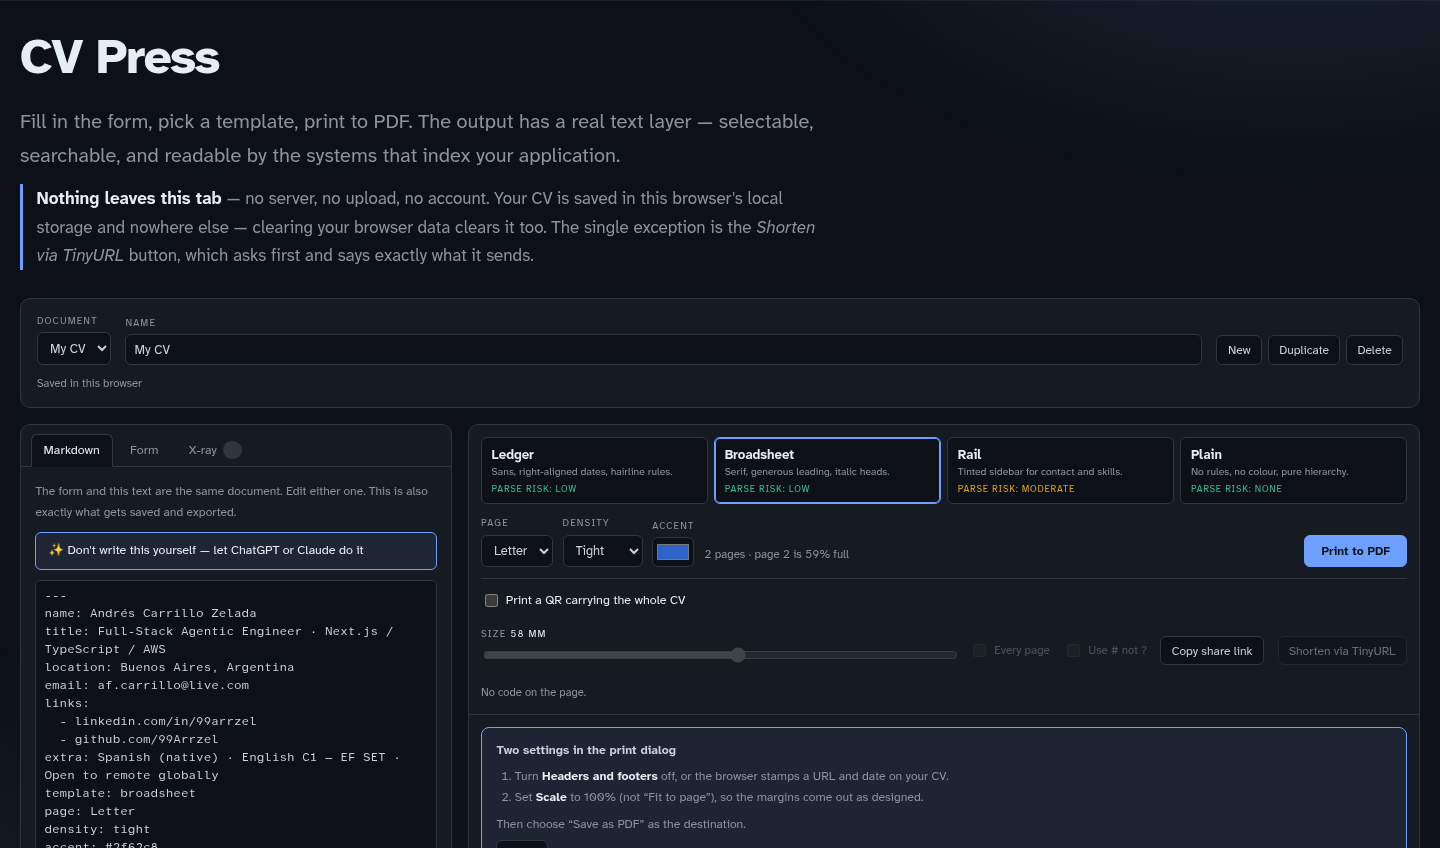 CV Press
Fill in the form, pick a template, print to PDF. The output has a real text layer — selectable,
searchable, and readable by the systems that index your application.
Nothing leaves this tab — no server, no upload, no account. Your CV is saved in this browser's local
storage and nowhere else — clearing your browser data clears it too. The single exception is the Shorten
via TinyURL button, which asks first and says exactly what it sends.
DOCUMENT
NAME
My CV
My CV
New
Duplicate
Delete
Saved in this browser
Markdown
Form
X-ray
The form and this text are the same document. Edit either one. This is also
exactly what gets saved and exported.
✨ Don't write this yourself — let ChatGPT or Claude do it
---
name: Andrés Carrillo Zelada
title: Full-Stack Agentic Engineer · Next.js /
TypeScript / AWS
location: Buenos Aires, Argentina
email: af.carrillo@live.com
links:
  - linkedin.com/in/99arrzel
  - github.com/99Arrzel
extra: Spanish (native) · English C1 — EF SET ·
Open to remote globally
template: broadsheet
page: Letter
density: tight
accent: #2f62c8
Ledger
Sans, right-aligned dates, hairline rules.
PARSE RISK: LOW
Broadsheet
Serif, generous leading, italic heads.
PARSE RISK: LOW
Rail
Tinted sidebar for contact and skills.
PARSE RISK: MODERATE
Plain
No rules, no colour, pure hierarchy.
PARSE RISK: NONE
PAGE
DENSITY
ACCENT
Letter
Tight
2 pages · page 2 is 59% full
Print to PDF
Print a QR carrying the whole CV
SIZE 58 MM
Every page
Use # not ?
Copy share link
Shorten via TinyURL
No code on the page.
Two settings in the print dialog
1. Turn Headers and footers off, or the browser stamps a URL and date on your CV.
2. Set Scale to 100% (not “Fit to page”), so the margins come out as designed.
Then choose “Save as PDF” as the destination.